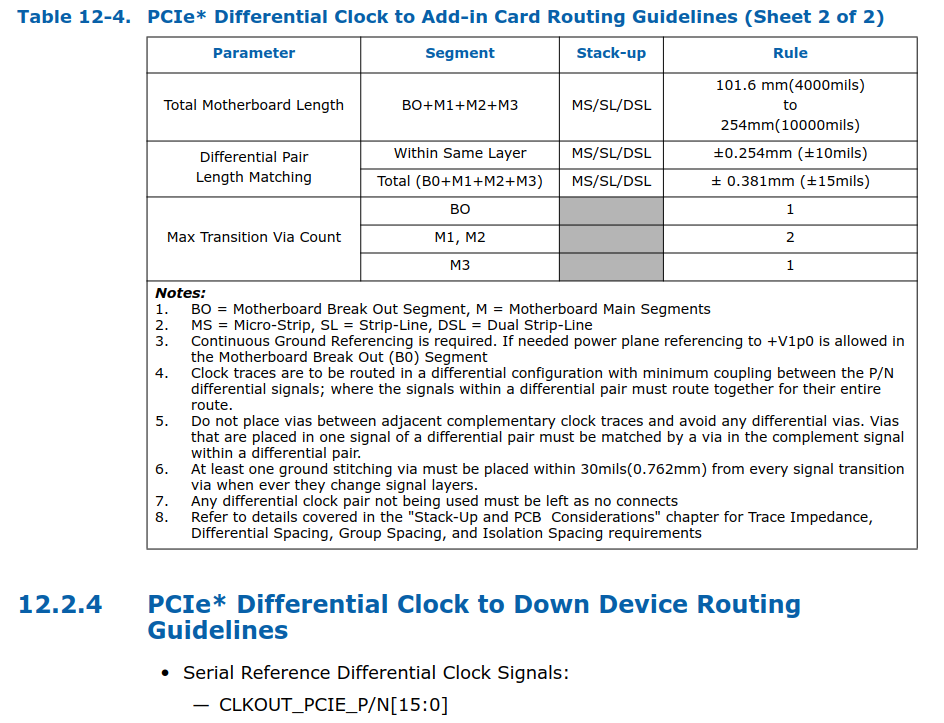 Table 12-4. PCIe* Differential Clock to Add-in Card Routing Guidelines (Sheet 2 of 2)
Parameter Segment Stack-up Rule
Total Motherboard Length BO+M1+M2+M3 MS/SL/DSL 101.6 mm(4000mils)
to
254mm(10000mils)
Differential Pair
Length Matching
Within Same Layer MS/SL/DSL ±0.254mm (±10mils)
Total (B0+M1+M2+M3) MS/SL/DSL ± 0.381mm (±15mils)
Max Transition Via Count
BO 1
M1, M2 2
M3 1
Notes:
1. BO = Motherboard Break Out Segment, M = Motherboard Main Segments
2. MS = Micro-Strip, SL = Strip-Line, DSL = Dual Strip-Line
3. Continuous Ground Referencing is required. If needed power plane referencing to +V1p0 is allowed in
the Motherboard Break Out (B0) Segment
4. Clock traces are to be routed in a differential configuration with minimum coupling between the P/N
differential signals; where the signals within a differential pair must route together for their entire
route.
5. Do not place vias between adjacent complementary clock traces and avoid any differential vias. Vias
that are placed in one signal of a differential pair must be matched by a via in the complement signal
within a differential pair.
6. At least one ground stitching via must be placed within 30mils(0.762mm) from every signal transition
via when ever they change signal layers.
7. Any differential clock pair not being used must be left as no connects
8. Refer to details covered in the "Stack-Up and PCB Considerations" chapter for Trace Impedance,
Differential Spacing, Group Spacing, and Isolation Spacing requirements
12.2.4 PCIe* Differential Clock to Down Device Routing
Guidelines
• Serial Reference Differential Clock Signals:
— CLKOUT_PCIE_P/N[15:0]